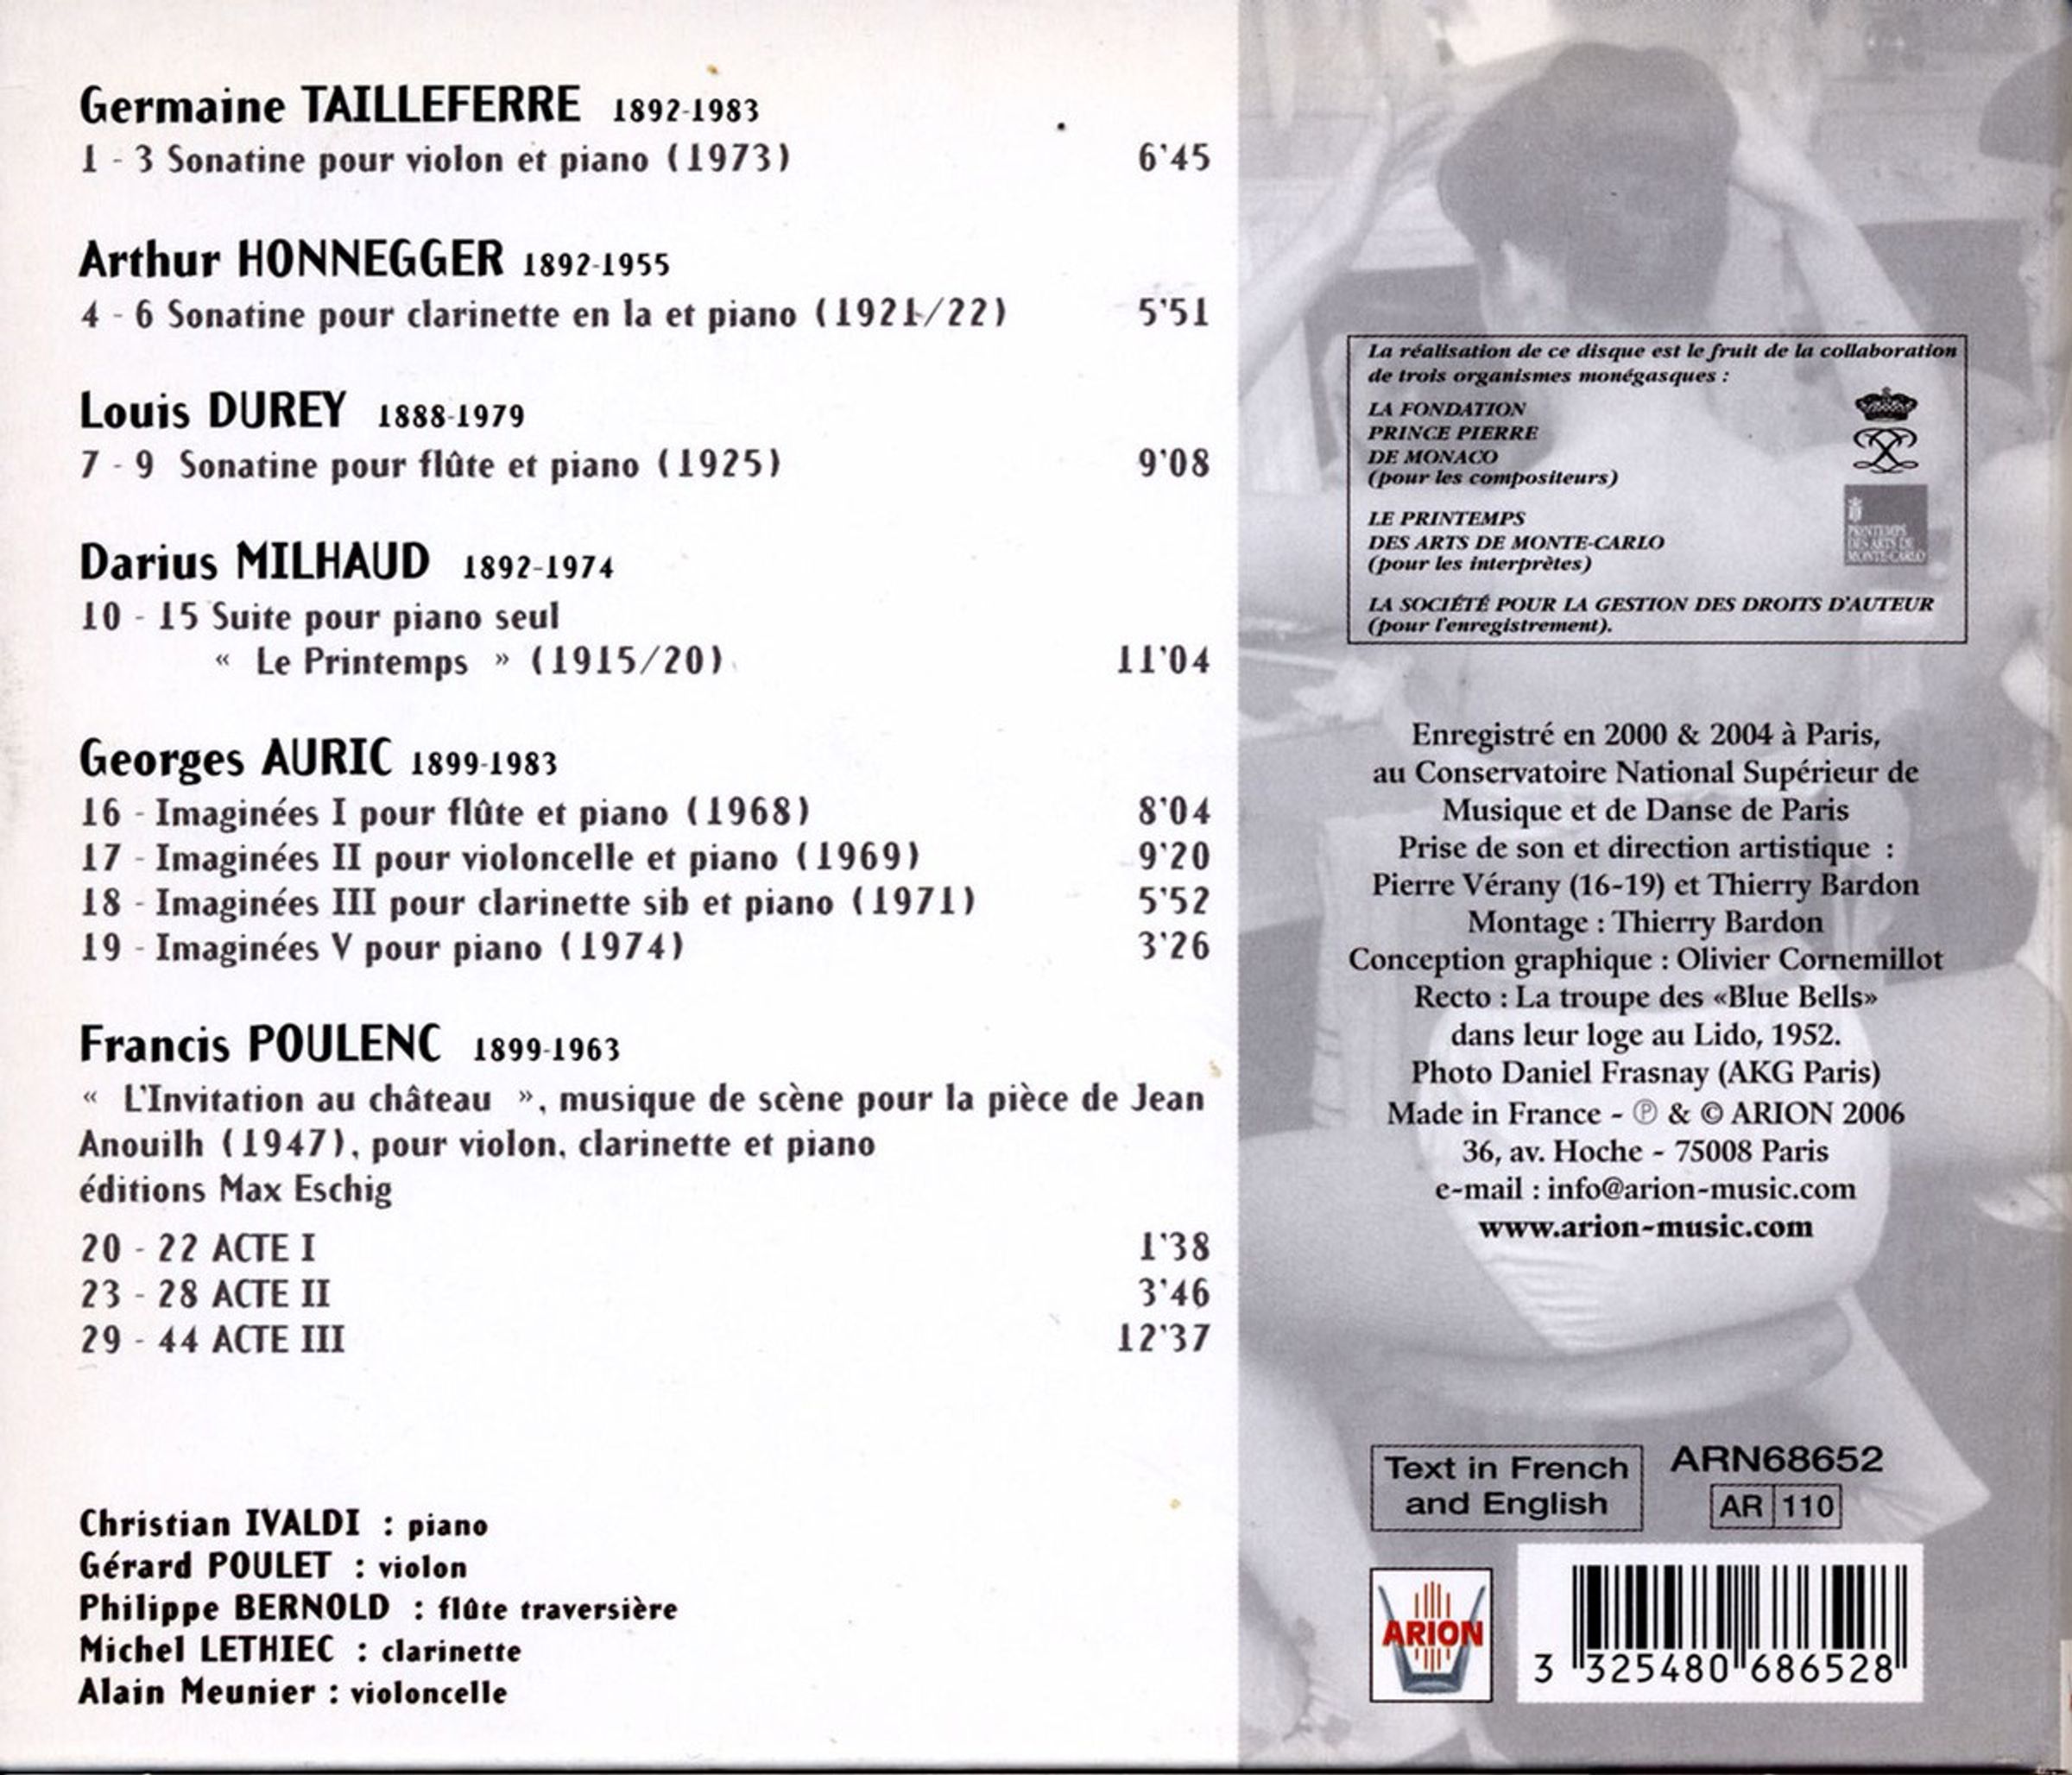 Germaine TAILLEFERRE 1892-1983
1 - 3 Sonatine pour violon et piano (1973) 6'45
Arthur HONNEGGER 1892-1955
4 - 6 Sonatine pour clarinette en la et piano (1921/22) 5'51
Louis DUREY 1888-1979
7 - 9 Sonatine pour flûte et piano (1925) 9'08
Darius MILHAUD 1892-1974
10 - 15 Suite pour piano seul
« Le Printemps » (1915/20) 11'04
Georges AURIC 1899-1983
16 - Imaginées I pour flûte et piano (1968) 8'04
17 - Imaginées II pour violoncelle et piano (1969) 9'20
18 - Imaginées III pour clarinette sib et piano (1971) 5'52
19 - Imaginées V pour piano (1974) 3'26
Francis POULENC 1899-1963
« L'Invitation au château », musique de scène pour la pièce de Jean
Anouilh (1947), pour violon, clarinette et piano
éditions Max Eschig
20 - 22 ACTE I 1'38
23 - 28 ACTE II 3'46
29 - 44 ACTE III 12'37
Christian IVALDI : piano
Gérard POULET : violon
Philippe BERNOLD : flûte traversière
Michel LETHIEC : clarinette
Alain Meunier : violoncelle
La réalisation de ce disque est le fruit de la collaboration
de trois organismes monégasques :
LA FONDATION
PRINCE PIERRE
DE MONACO
(pour les compositeurs)
LE PRINTEMPS
DES ARTS DE MONTE-CARLO
(pour les interprètes)
PRINTEMPS
DES ARTS DE
MONTE-CARLO
LA SOCIÉTÉ POUR LA GESTION DES DROITS D'AUTEUR
(pour l'enregistrement).
Enregistré en 2000 & 2004 à Paris,
au Conservatoire National Supérieur de
Musique et de Danse de Paris
Prise de son et direction artistique :
Pierre Vérany (16-19) et Thierry Bardon
Montage : Thierry Bardon
Conception graphique : Olivier Cornemillot
Recto : La troupe des «Blue Bells»
dans leur loge au Lido, 1952.
Photo Daniel Frasnay (AKG Paris)
Made in France - ℗ & © ARION 2006
36, av. Hoche - 75008 Paris
e-mail : info@arion-music.com
www.arion-music.com
Text in French
and English
ARN68652
AR 110
ARION
3 325480 686528